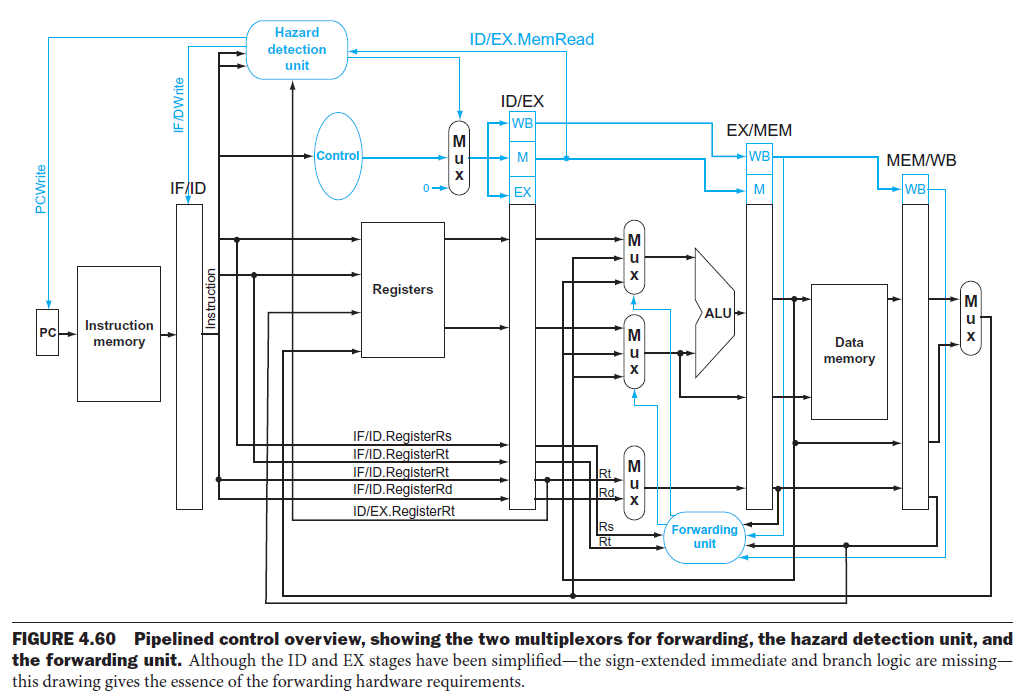 Hazard
detection
unit
ID/EX.MemRead
IF/DWrite
PCWrite
ID/EX
WB
M
EX
Control
M
u
x
0
EX/MEM
WB
M
MEM/WB
WB
IF/ID
PC
Instruction
memory
Instruction
Registers
M
u
x
M
u
x
ALU
Data
memory
M
u
x
IF/ID.RegisterRs
IF/ID.RegisterRt
IF/ID.RegisterRt
IF/ID.RegisterRd
ID/EX.RegisterRt
Rt
Rd
M
u
x
Rs
Rt
Forwarding
unit
FIGURE 4.60 Pipelined control overview, showing the two multiplexors for forwarding, the hazard detection unit, and
the forwarding unit. Although the ID and EX stages have been simplified—the sign-extended immediate and branch logic are missing—
this drawing gives the essence of the forwarding hardware requirements.